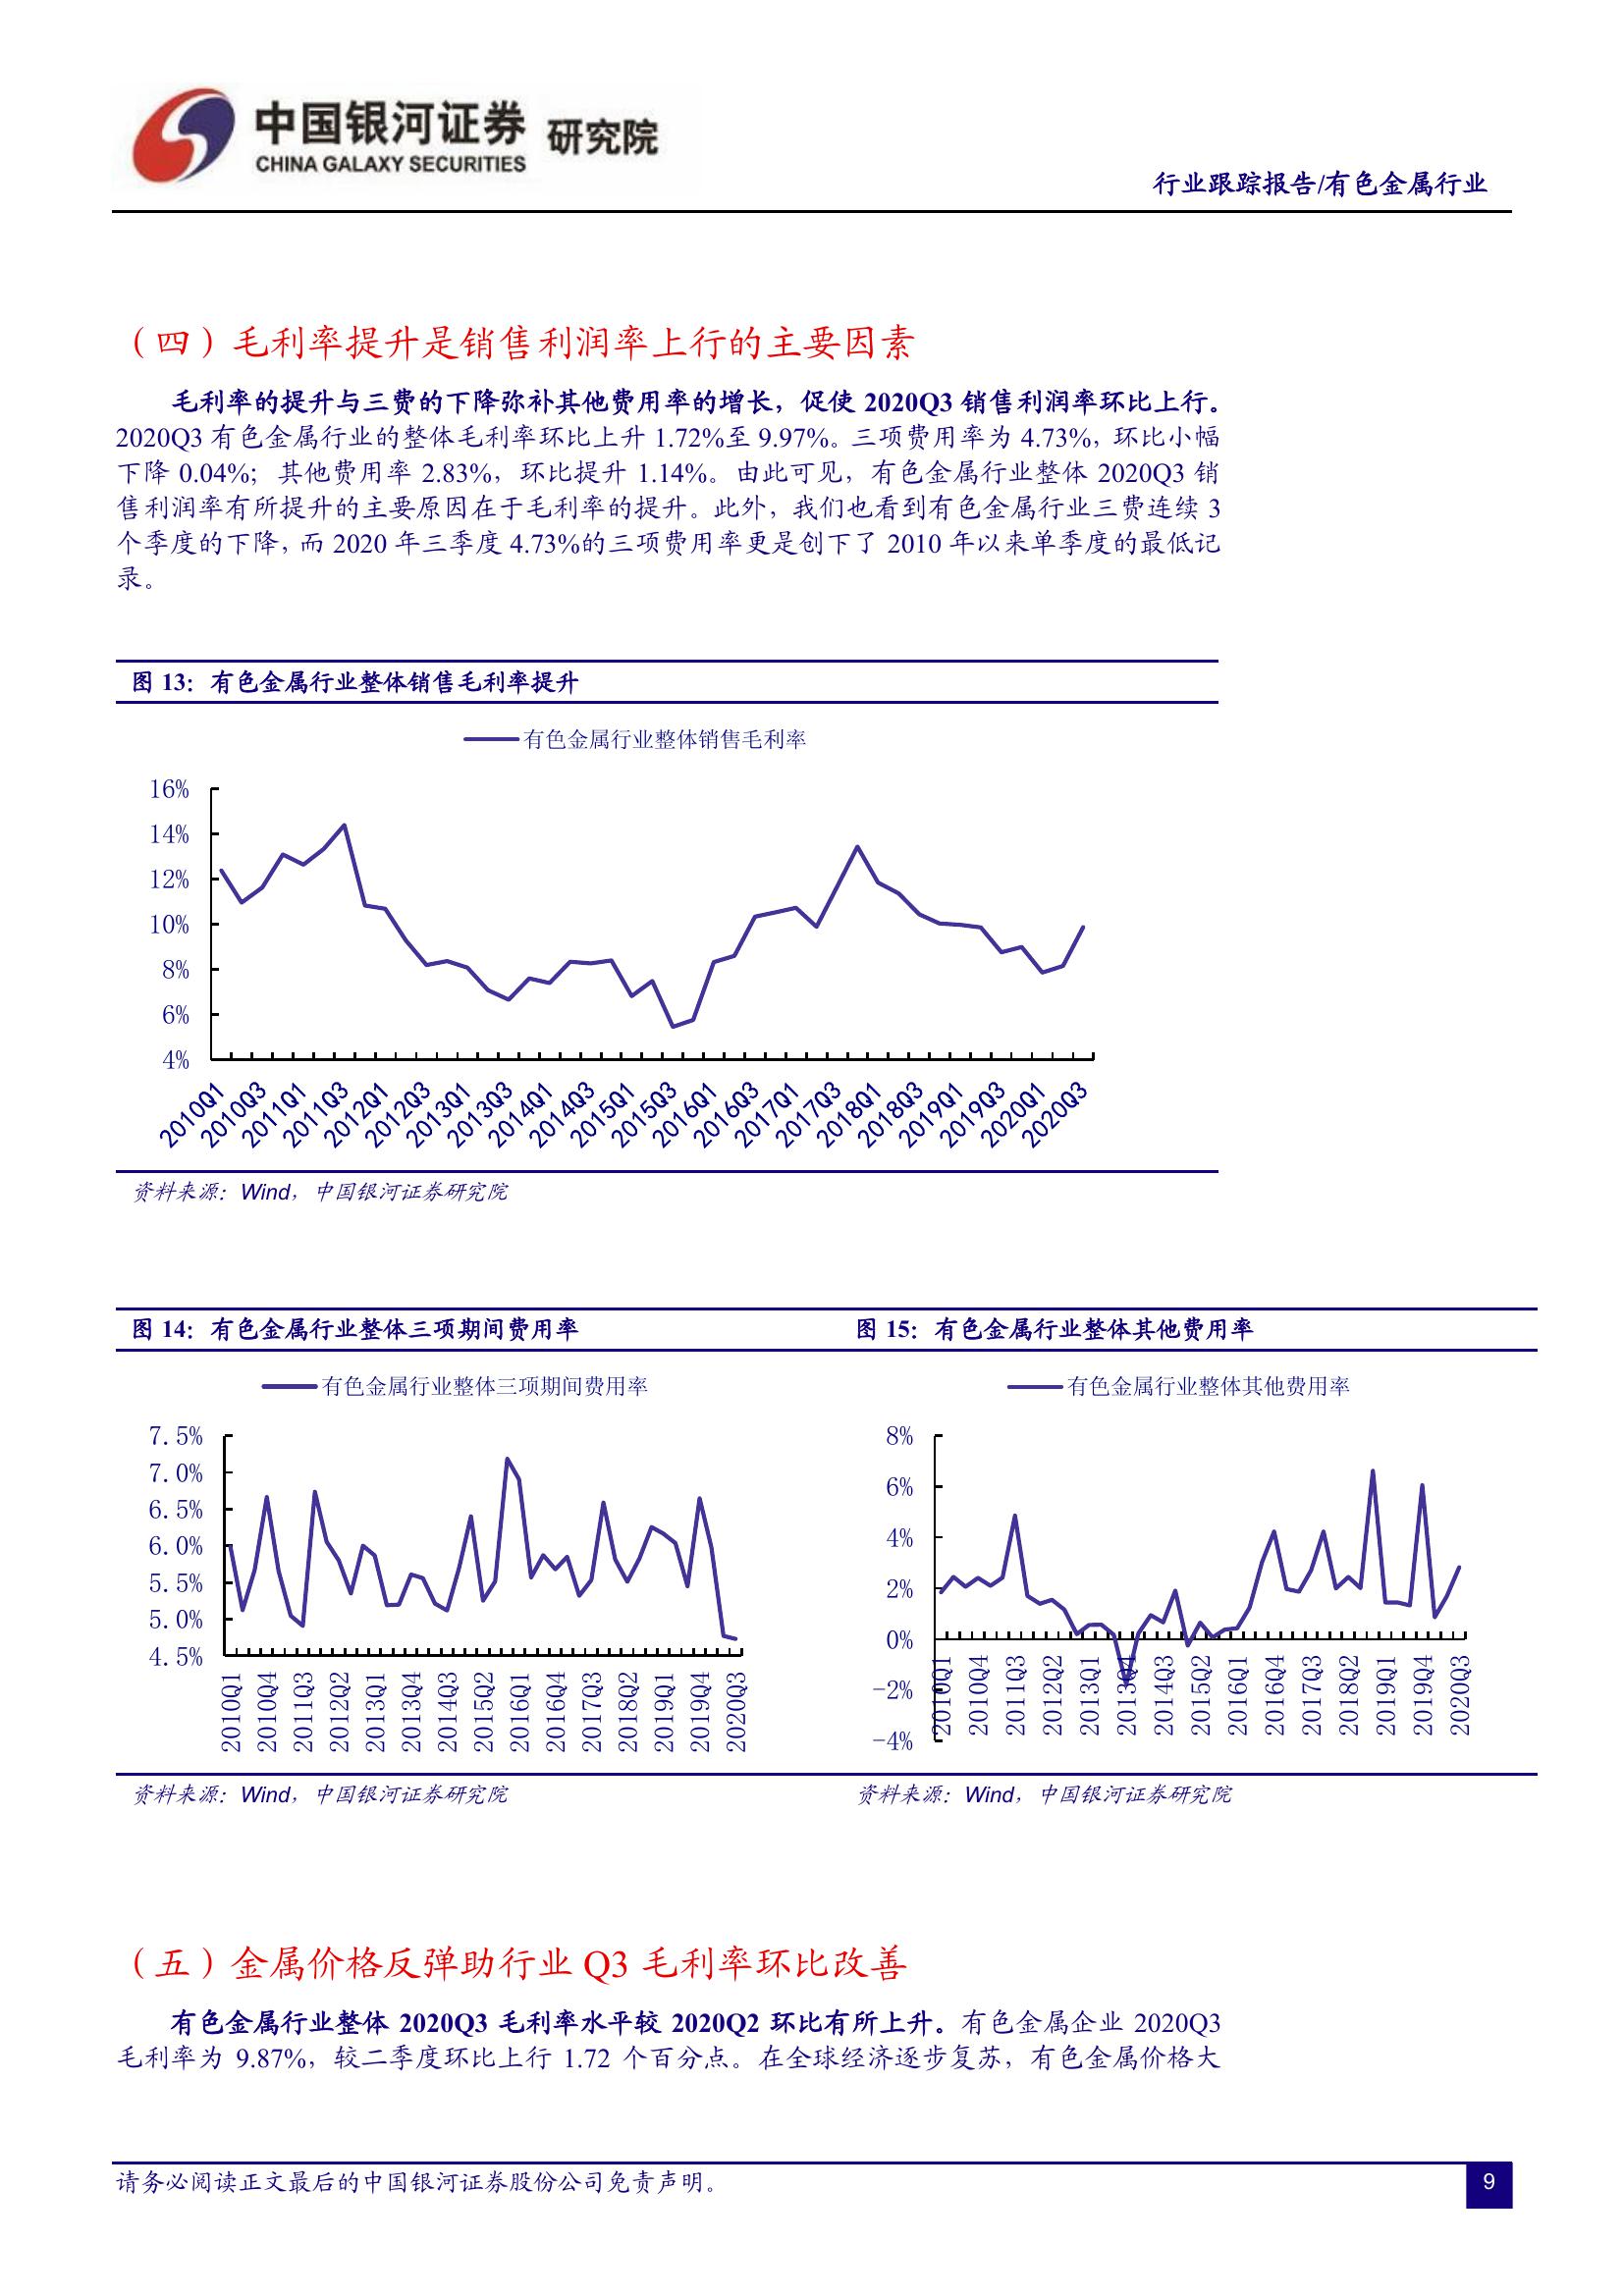 中国银河证券 研究院
CHINA GALAXY SECURITIES
行业跟踪报告/有色金属行业
（四）毛利率提升是销售利润率上行的主要因素
毛利率的提升与三费的下降弥补其他费用率的增长，促使 2020Q3 销售利润率环比上行。
2020Q3 有色金属行业的整体毛利率环比上升 1.72%至 9.97%。三项费用率为 4.73%，环比小幅
下降 0.04%；其他费用率 2.83%，环比提升 1.14%。由此可见，有色金属行业整体 2020Q3 销
售利润率有所提升的主要原因在于毛利率的提升。此外，我们也看到有色金属行业三费连续 3
个季度的下降，而 2020 年三季度 4.73%的三项费用率更是创下了 2010 年以来单季度的最低记
录。
图 13：有色金属行业整体销售毛利率提升
有色金属行业整体销售毛利率
16%
14%
12%
10%
8%
6%
4%
2010Q1 2010Q3 2011Q1 2011Q3 2012Q1 2012Q3 2013Q1 2013Q3 2014Q1 2014Q3 2015Q1 2015Q3 2016Q1 2016Q3 2017Q1 2017Q3 2018Q1 2018Q3 2019Q1 2019Q3 2020Q1 2020Q3
资料来源：Wind，中国银河证券研究院
图 14：有色金属行业整体三项期间费用率
有色金属行业整体三项期间费用率
7.5%
7.0%
6.5%
6.0%
5.5%
5.0%
4.5%
2010Q1 2010Q4 2011Q3 2012Q2 2013Q1 2013Q4 2014Q3 2015Q2 2016Q1 2016Q4 2017Q3 2018Q2 2019Q1 2019Q4 2020Q3
资料来源：Wind，中国银河证券研究院
图 15：有色金属行业整体其他费用率
有色金属行业整体其他费用率
8%
6%
4%
2%
0%
-2%
-4%
2010Q1 2010Q4 2011Q3 2012Q2 2013Q1 2013Q4 2014Q3 2015Q2 2016Q1 2016Q4 2017Q3 2018Q2 2019Q1 2019Q4 2020Q3
资料来源：Wind，中国银河证券研究院
（五）金属价格反弹助行业 Q3 毛利率环比改善
有色金属行业整体 2020Q3 毛利率水平较 2020Q2 环比有所上升。有色金属企业 2020Q3
毛利率为 9.87%，较二季度环比上行 1.72 个百分点。在全球经济逐步复苏，有色金属价格大
请务必阅读正文最后的中国银河证券股份公司免责声明。
9